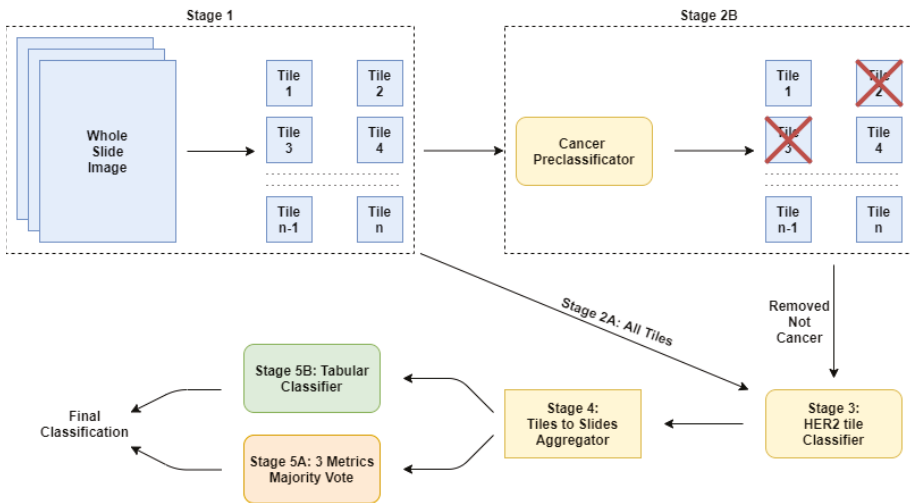 Stage 1
Whole
Slide
Image
Tile
1
Tile
2
Tile
3
Tile
4
Tile
n-1
Tile
n
Stage 2B
Cancer
Preclassificator
Tile
1
Tile
2
Tile
3
Tile
4
Tile
n-1
Tile
n
Stage 2A: All Tiles
Removed
Not
Cancer
Stage 3:
HER2 tile
Classifier
Stage 4:
Tiles to Slides
Aggregator
Stage 5B: Tabular
Classifier
Stage 5A: 3 Metrics
Majority Vote
Final
Classification